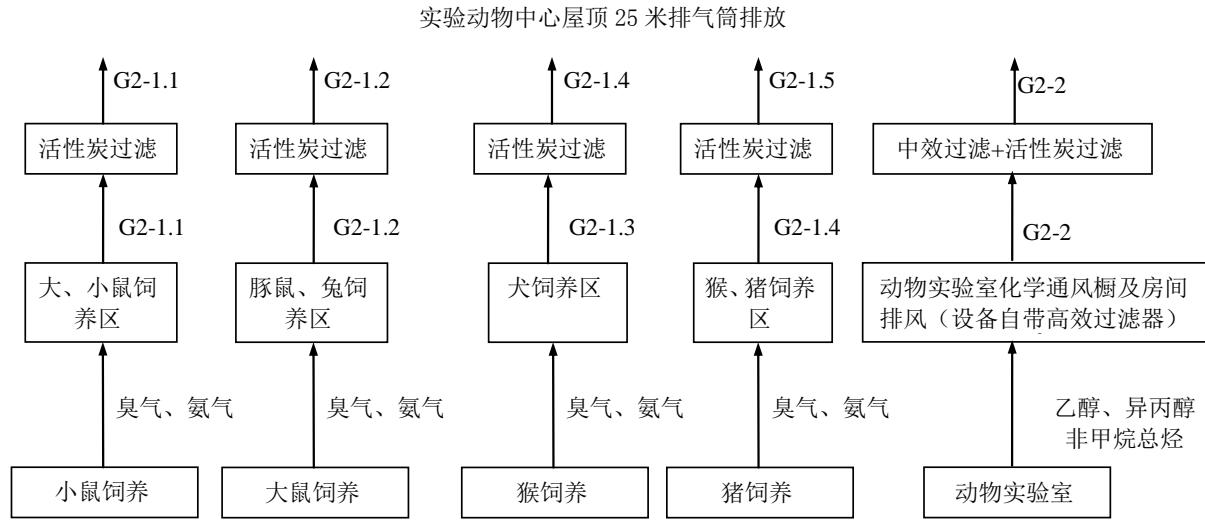 实验动物中心屋顶 25 米排气筒排放
G2-1.1
G2-1.2
G2-1.4
G2-1.5
G2-2
活性炭过滤
活性炭过滤
活性炭过滤
活性炭过滤
中效过滤+活性炭过滤
G2-1.1
G2-1.2
G2-1.3
G2-1.4
G2-2
大、小鼠饲
养区
豚鼠、兔饲
养区
犬饲养区
猴、猪饲养
区
动物实验室化学通风橱及房间
排风（设备自带高效过滤器）
臭气、氨气
臭气、氨气
臭气、氨气
臭气、氨气
乙醇、异丙醇
非甲烷总烃
小鼠饲养
大鼠饲养
猴饲养
猪饲养
动物实验室